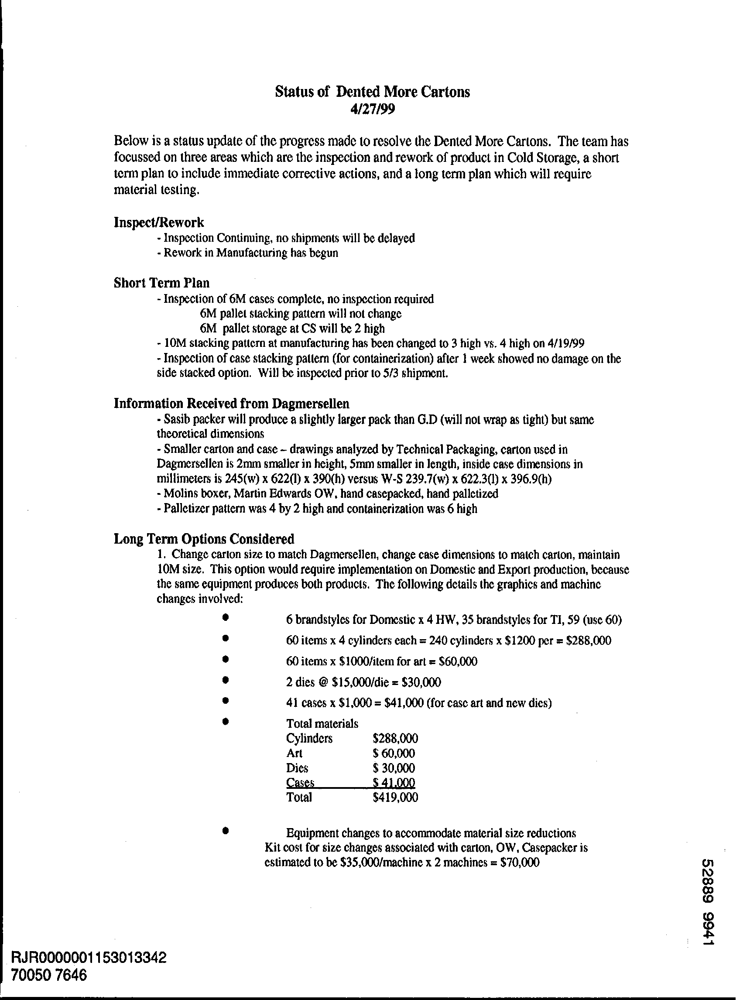 Status of Dented More Cartons
4/27/99
Below is a status update of the progress made to resolve the Dented More Cartons. The team has
focussed on three areas which are the inspection and rework of product in Cold Storage, a short
term plan to include immediate corrective actions, and a long term plan which will require
material testing.
Inspect/Rework
- Inspection Continuing, no shipments will be delayed
- Rework in Manufacturing has begun
Short Term Plan
- Inspection of 6M cases complete, no inspection required
6M pallet stacking pattern will not change
6M pallet storage at CS will be 2 high
- 10M stacking pattern at manufacturing has been changed to 3 high vs. 4 high on 4/19/99
- Inspection of case stacking pattern (for containerization) after 1 week showed no damage on the
side stacked option. Will be inspected prior to 5/3 shipment.
Information Received from Dagmersellen
- Sasib packer will produce a slightly larger pack than G.D (will not wrap as tight) but same
theoretical dimensions
- Smaller carton and case – drawings analyzed by Technical Packaging, carton used in
Dagmersellen is 2mm smaller in height, 5mm smaller in length, inside case dimensions in
millimeters is 245(w) x 622(l) x 390(h) versus W-S 239.7(w) x 622.3(l) x 396.9(h)
- Molins boxer, Martin Edwards OW, hand casepacked, hand palletized
- Palletizer pattern was 4 by 2 high and containerization was 6 high
Long Term Options Considered
1. Change carton size to match Dagmersellen, change case dimensions to match carton, maintain
10M size. This option would require implementation on Domestic and Export production, because
the same equipment produces both products. The following details the graphics and machine
changes involved:
● 6 brandstyles for Domestic x 4 HW, 35 brandstyles for TI, 59 (use 60)
● 60 items x 4 cylinders each = 240 cylinders x $1200 per = $288,000
● 60 items x $1000/item for art = $60,000
● 2 dies @ $15,000/die = $30,000
● 41 cases x $1,000 = $41,000 (for case art and new dies)
● Total materials
Cylinders $288,000
Art $ 60,000
Dies $ 30,000
Cases $ 41,000
Total $419,000
● Equipment changes to accommodate material size reductions
Kit cost for size changes associated with carton, OW, Casepacker is
estimated to be $35,000/machine x 2 machines = $70,000
52889 9941
RJR0000001153013342
70050 7646